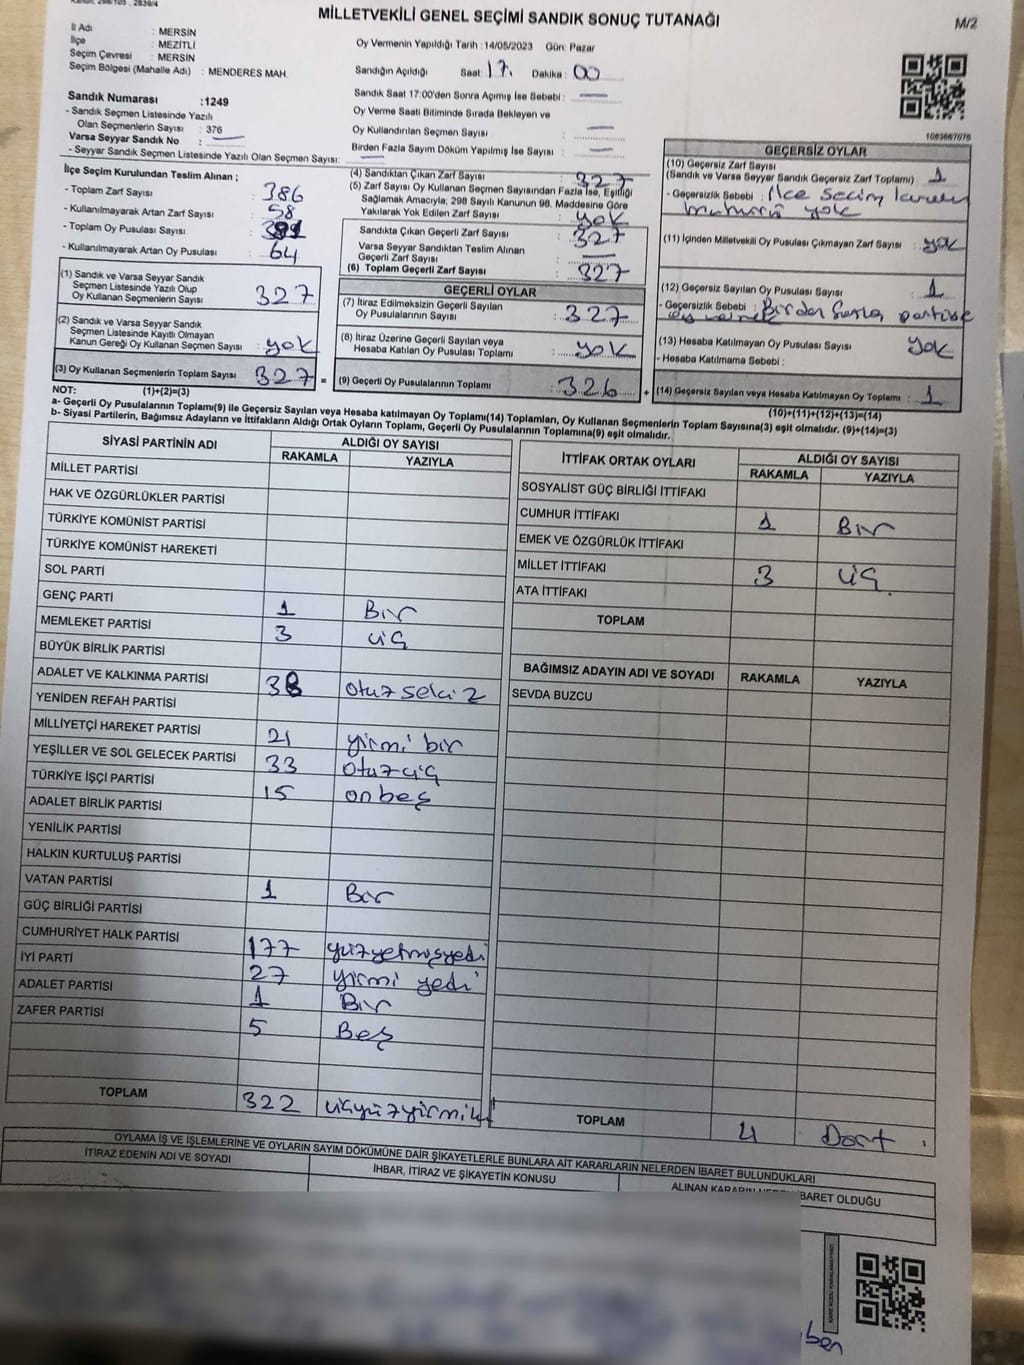 MİLLETVEKİLİ GENEL SEÇİMİ SANDIK SONUÇ TUTANAĞI
M/2
İl Adı : MERSİN
İlçe : MEZİTLİ
Seçim Çevresi : MERSİN
Seçim Bölgesi (Mahalle Adı) : MENDERES MAH.
Oy Vermenin Yapıldığı Tarih : 14/05/2023 Gün: Pazar
Sandığın Açıldığı Saat 17. Dakika : 00
Sandık Saat 17:00'den Sonra Açımış İse Sebebi :
Oy Verme Saati Bitiminde Sırada Bekleyen ve
Oy Kullandırılan Seçmen Sayısı :
Birden Fazla Sayım Döküm Yapılmış İse Sayısı :
Sandık Numarası :1249
- Sandık Seçmen Listesinde Yazılı
Olan Seçmenlerin Sayısı : 376
Varsa Seyyar Sandık No :
- Seyyar Sandık Seçmen Listesinde Yazılı Olan Seçmen Sayısı:
1083667076
İlçe Seçim Kurulundan Teslim Alınan ;
- Toplam Zarf Sayısı : 386
- Kullanılmayarak Artan Zarf Sayısı : 58
- Toplam Oy Pusulası Sayısı : 391
- Kullanılmayarak Artan Oy Pusulası : 64
(1) Sandık ve Varsa Seyyar Sandık
Seçmen Listesinde Yazılı Olup
Oy Kullanan Seçmenlerin Sayısı : 327
(2) Sandık ve Varsa Seyyar Sandık
Seçmen Listesinde Kayıtlı Olmayan
Kanun Gereği Oy Kullanan Seçmen Sayısı : yok
(3) Oy Kullanan Seçmenlerin Toplam Sayısı : 327 =
(4) Sandıktan Çıkan Zarf Sayısı : 327
(5) Zarf Sayısı Oy Kullanan Seçmen Sayısından Fazla İse, Eşitliği
Sağlamak Amacıyla, 298 Sayılı Kanunun 98. Maddesine Göre
Yakılarak Yok Edilen Zarf Sayısı : yok
Sandıkta Çıkan Geçerli Zarf Sayısı : 327
Varsa Seyyar Sandıktan Teslim Alınan
Geçerli Zarf Sayısı :
(6) Toplam Geçerli Zarf Sayısı : 327
GEÇERLİ OYLAR
(7) İtiraz Edilmeksizin Geçerli Sayılan
Oy Pusulalarının Sayısı : 327
(8) İtiraz Üzerine Geçerli Sayılan veya
Hesaba Katılan Oy Pusulası Toplamı : yok
(9) Geçerli Oy Pusulalarının Toplamı : 326 +
GEÇERSİZ OYLAR
(10) Geçersiz Zarf Sayısı
(Sandık ve Varsa Seyyar Sandık Geçersiz Zarf Toplamı) : 1
- Geçersizlik Sebebi : ilçe seçim kurulu
mührü yok
(11) İçinden Milletvekili Oy Pusulası Çıkmayan Zarf Sayısı : yok
(12) Geçersiz Sayılan Oy Pusulası Sayısı : 1
- Geçersizlik Sebebi : Birden fazla partiye
oy vermek
(13) Hesaba Katılmayan Oy Pusulası Sayısı yok
- Hesaba Katılmama Sebebi :
(14) Geçersiz Sayılan veya Hesaba Katılmayan Oy Toplamı : 1
NOT: (1)+(2)=(3)
(10)+(11)+(12)+(13)=(14)
a- Geçerli Oy Pusulalarının Toplamı(9) ile Geçersiz Sayılan veya Hesaba katılmayan Oy Toplamı(14) Toplamları, Oy Kullanan Seçmenlerin Toplam Sayısına(3) eşit olmalıdır. (9)+(14)=(3)
b- Siyasi Partilerin, Bağımsız Adayların ve İttifakların Aldığı Ortak Oyların Toplamı, Geçerli Oy Pusulalarının Toplamına(9) eşit olmalıdır.
SİYASİ PARTİNİN ADI ALDIĞI OY SAYISI
RAKAMLA YAZIYLA
MİLLET PARTİSİ
HAK VE ÖZGÜRLÜKLER PARTİSİ
TÜRKİYE KOMÜNİST PARTİSİ
TÜRKİYE KOMÜNİST HAREKETİ
SOL PARTİ
GENÇ PARTİ 1 Bir
MEMLEKET PARTİSİ 3 üç
BÜYÜK BİRLİK PARTİSİ
ADALET VE KALKINMA PARTİSİ 38 otuz sekiz
YENİDEN REFAH PARTİSİ
MİLLİYETÇİ HAREKET PARTİSİ 21 yirmi bir
YEŞİLLER VE SOL GELECEK PARTİSİ 33 otuz üç
TÜRKİYE İŞÇİ PARTİSİ 15 on beş
ADALET BİRLİK PARTİSİ
YENİLİK PARTİSİ
HALKIN KURTULUŞ PARTİSİ
VATAN PARTİSİ 1 Bir
GÜÇ BİRLİĞİ PARTİSİ
CUMHURİYET HALK PARTİSİ 177 yüzyetmişyedi
İYİ PARTİ 27 yirmi yedi
ADALET PARTİSİ 1 Bir
ZAFER PARTİSİ 5 Beş
TOPLAM 322
İTTİFAK ORTAK OYLARI ALDIĞI OY SAYISI
RAKAMLA YAZIYLA
SOSYALİST GÜÇ BİRLİĞİ İTTİFAKI
CUMHUR İTTİFAKI 1 Bir
EMEK VE ÖZGÜRLÜK İTTİFAKI
MİLLET İTTİFAKI 3 üç.
ATA İTTİFAKI
TOPLAM
BAĞIMSIZ ADAYIN ADI VE SOYADI RAKAMLA YAZIYLA
SEVDA BUZCU
TOPLAM 4 Dört
OYLAMA İŞ VE İŞLEMLERİNE VE OYLARIN SAYIM DÖKÜMÜNE DAİR ŞİKAYETLERLE BUNLARA AİT KARARLARIN NELERDEN İBARET BULUNDUKLARI
İTİRAZ EDENİN ADI VE SOYADI
İHBAR, İTİRAZ VE ŞİKAYETİN KONUSU
ALINAN KARARIN NEDEN İBARET OLDUĞU